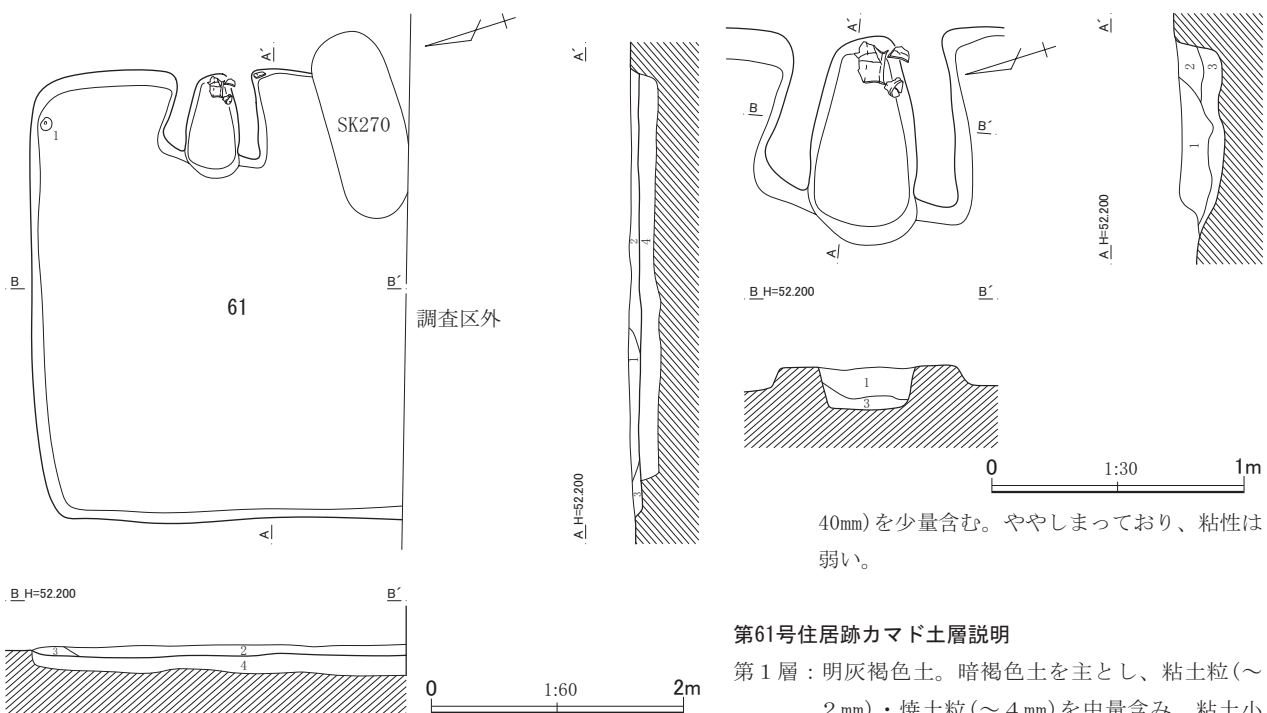 A´
SK270
1
B
B´
61
調査区外
A
A´
2
4
1
3
A H=52.200
B H=52.200
B´
3
2
4
0
1:60
2m
A´
B
B´
A
A´
2
3
1
A H=52.200
B H=52.200
B´
1
3
0
1:30
1m
40mm)を少量含む。ややしまっており、粘性は
弱い。
第61号住居跡カマド土層説明
第１層：明灰褐色土。暗褐色土を主とし、粘土粒(～
２mm)・焼土粒(～４mm)を中量含み、粘土小